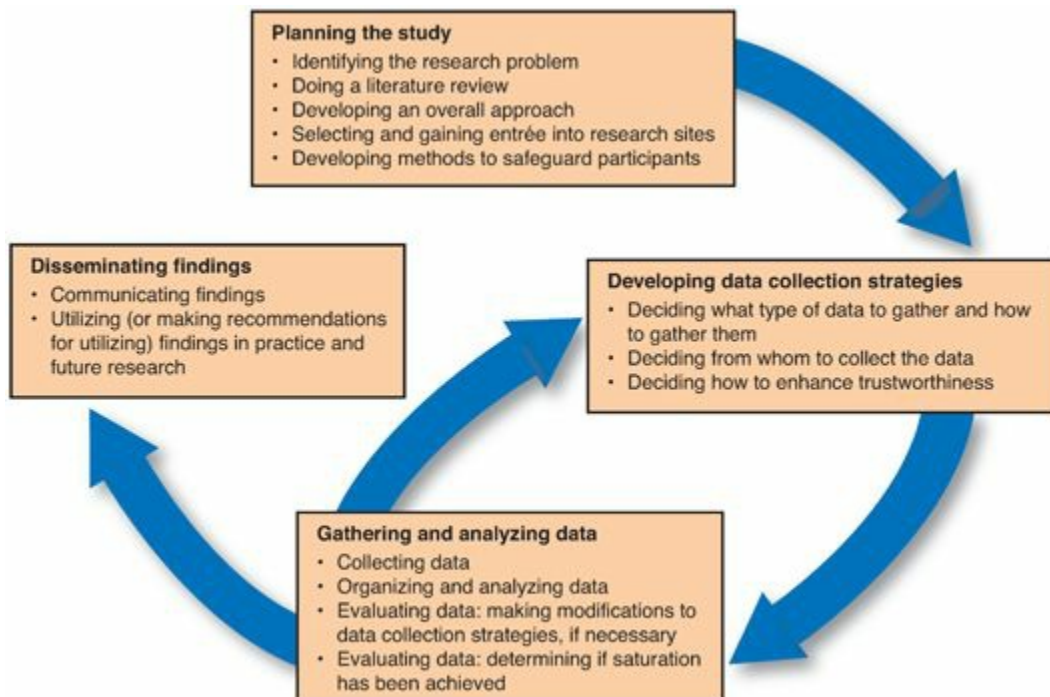 Planning the study
• Identifying the research problem
• Doing a literature review
• Developing an overall approach
• Selecting and gaining entrée into research sites
• Developing methods to safeguard participants
Disseminating findings
• Communicating findings
• Utilizing (or making recommendations
for utilizing) findings in practice and
future research
Developing data collection strategies
• Deciding what type of data to gather and how
to gather them
• Deciding from whom to collect the data
• Deciding how to enhance trustworthiness
Gathering and analyzing data
• Collecting data
• Organizing and analyzing data
• Evaluating data: making modifications to
data collection strategies, if necessary
• Evaluating data: determining if saturation
has been achieved